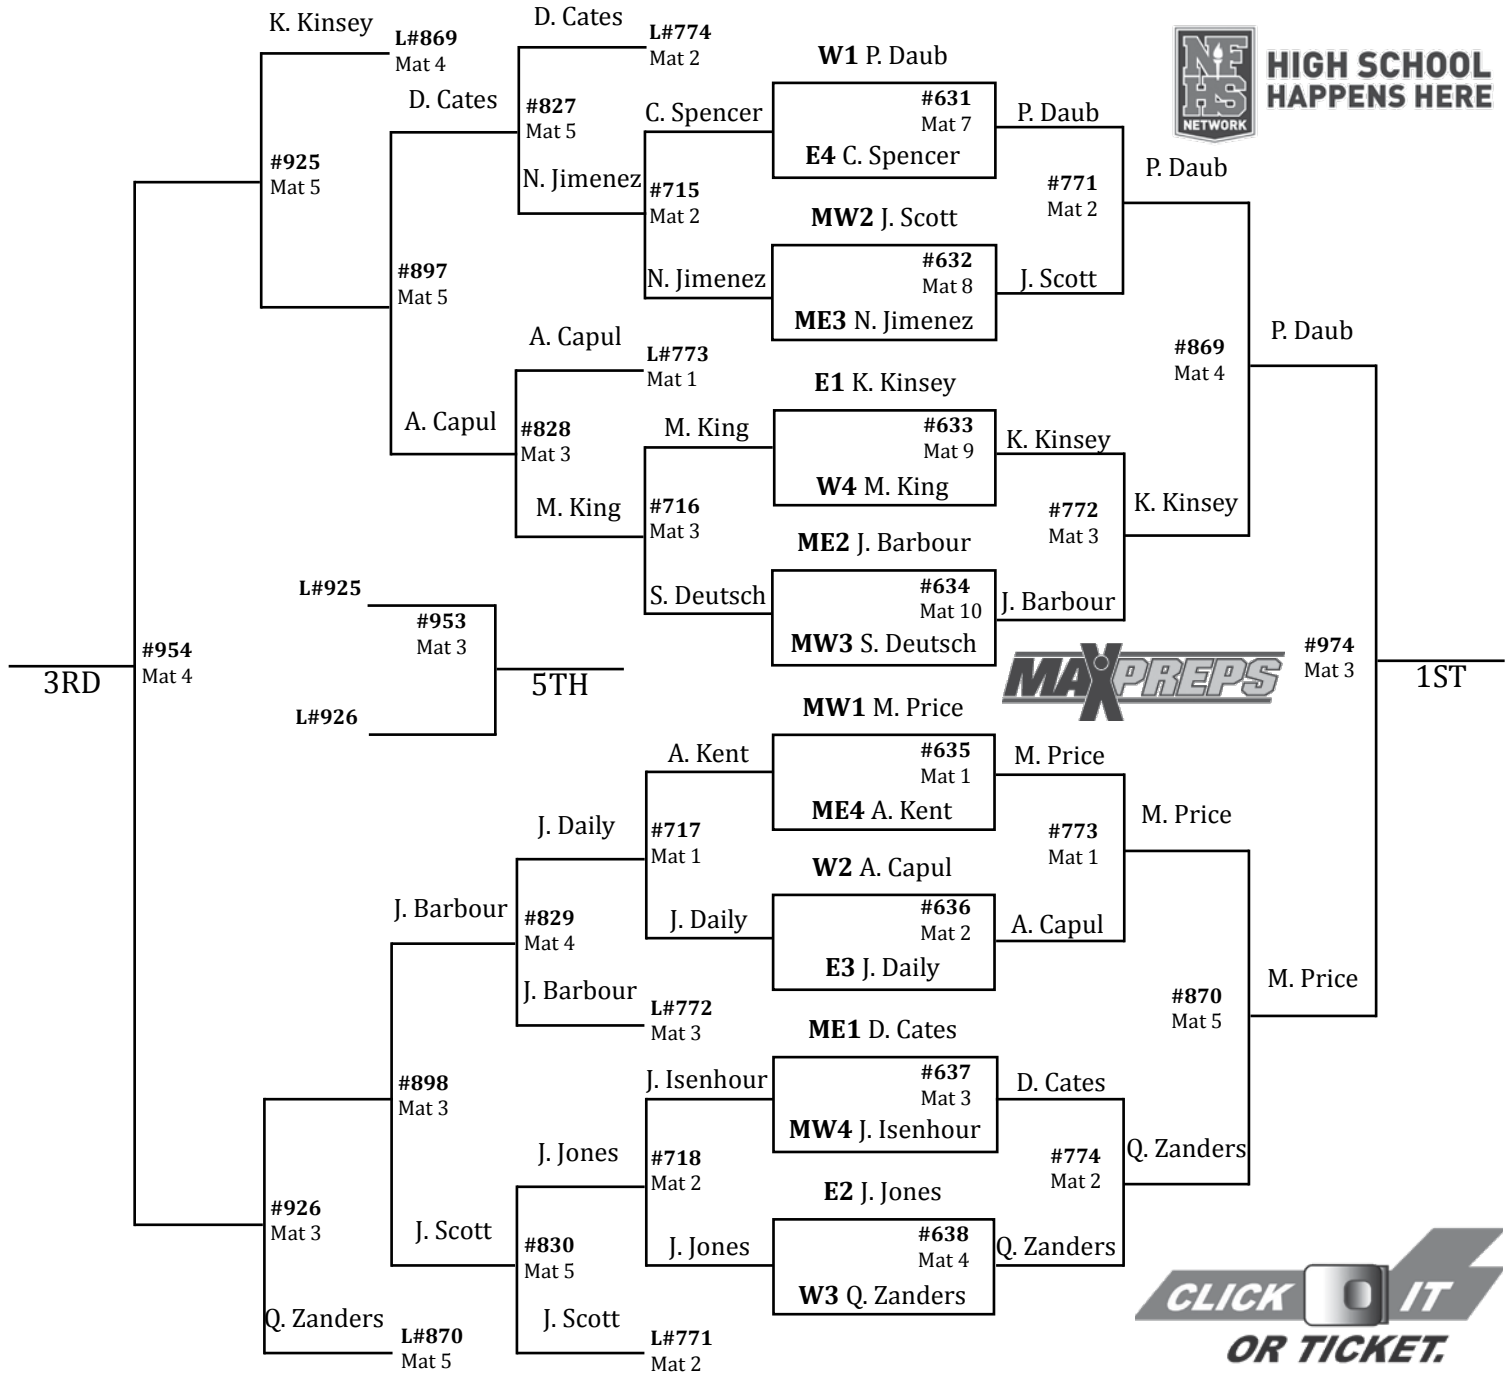 K. Kinsey
L#869
Mat 4
D. Cates
L#774
Mat 2
D. Cates
#827
Mat 5
N. Jimenez
#925
Mat 5
#897
Mat 5
C. Spencer
#715
Mat 2
N. Jimenez
W1 P. Daub
#631
Mat 7
E4 C. Spencer
P. Daub
MW2 J. Scott
#632
Mat 8
ME3 N. Jimenez
J. Scott
#771
Mat 2
P. Daub
NFHS
NETWORK
HIGH SCHOOL
HAPPENS HERE
A. Capul
L#773
Mat 1
A. Capul
#828
Mat 3
M. King
M. King
#716
Mat 3
S. Deutsch
E1 K. Kinsey
#633
Mat 9
W4 M. King
K. Kinsey
ME2 J. Barbour
#634
Mat 10
MW3 S. Deutsch
J. Barbour
#772
Mat 3
K. Kinsey
#869
Mat 4
P. Daub
L#925
#953
Mat 3
L#926
5TH
#954
Mat 4
3RD
MAXPREPS
#974
Mat 3
1ST
MW1 M. Price
#635
Mat 1
ME4 A. Kent
A. Kent
M. Price
J. Daily
#717
Mat 1
W2 A. Capul
#636
Mat 2
E3 J. Daily
J. Daily
A. Capul
#773
Mat 1
M. Price
J. Barbour
#829
Mat 4
J. Barbour
L#772
Mat 3
ME1 D. Cates
#637
Mat 3
MW4 J. Isenhour
J. Isenhour
D. Cates
#870
Mat 5
M. Price
#898
Mat 3
J. Jones
#718
Mat 2
E2 J. Jones
#638
Mat 4
W3 Q. Zanders
J. Jones
Q. Zanders
#774
Mat 2
Q. Zanders
#926
Mat 3
J. Scott
#830
Mat 5
J. Scott
L#771
Mat 2
Q. Zanders
L#870
Mat 5
CLICK IT
OR TICKET.